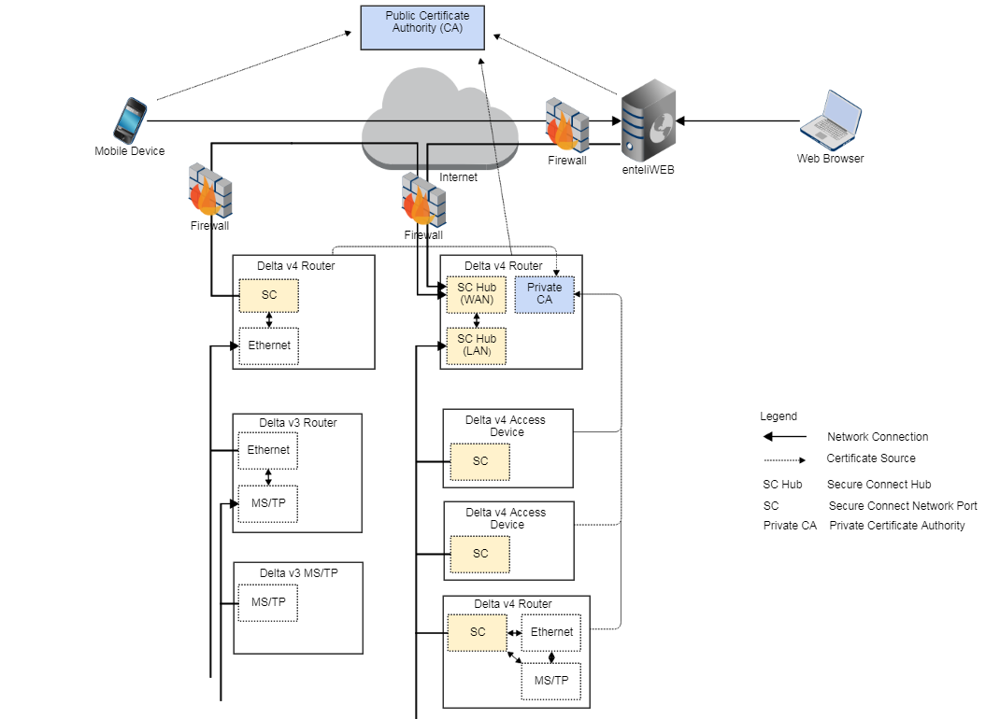 Public Certificate
Authority (CA)
Mobile Device
Internet
Firewall
enteliWEB
Web Browser
Firewall
Firewall
Delta v4 Router
SC
Ethernet
Delta v4 Router
SC Hub
(WAN)
Private
CA
SC Hub
(LAN)
Delta v3 Router
Ethernet
MS/TP
Delta v3 MS/TP
MS/TP
Delta v4 Access
Device
SC
Delta v4 Access
Device
SC
Delta v4 Router
SC
Ethernet
MS/TP
Legend
Network Connection
Certificate Source
SC Hub Secure Connect Hub
SC Secure Connect Network Port
Private CA Private Certificate Authority